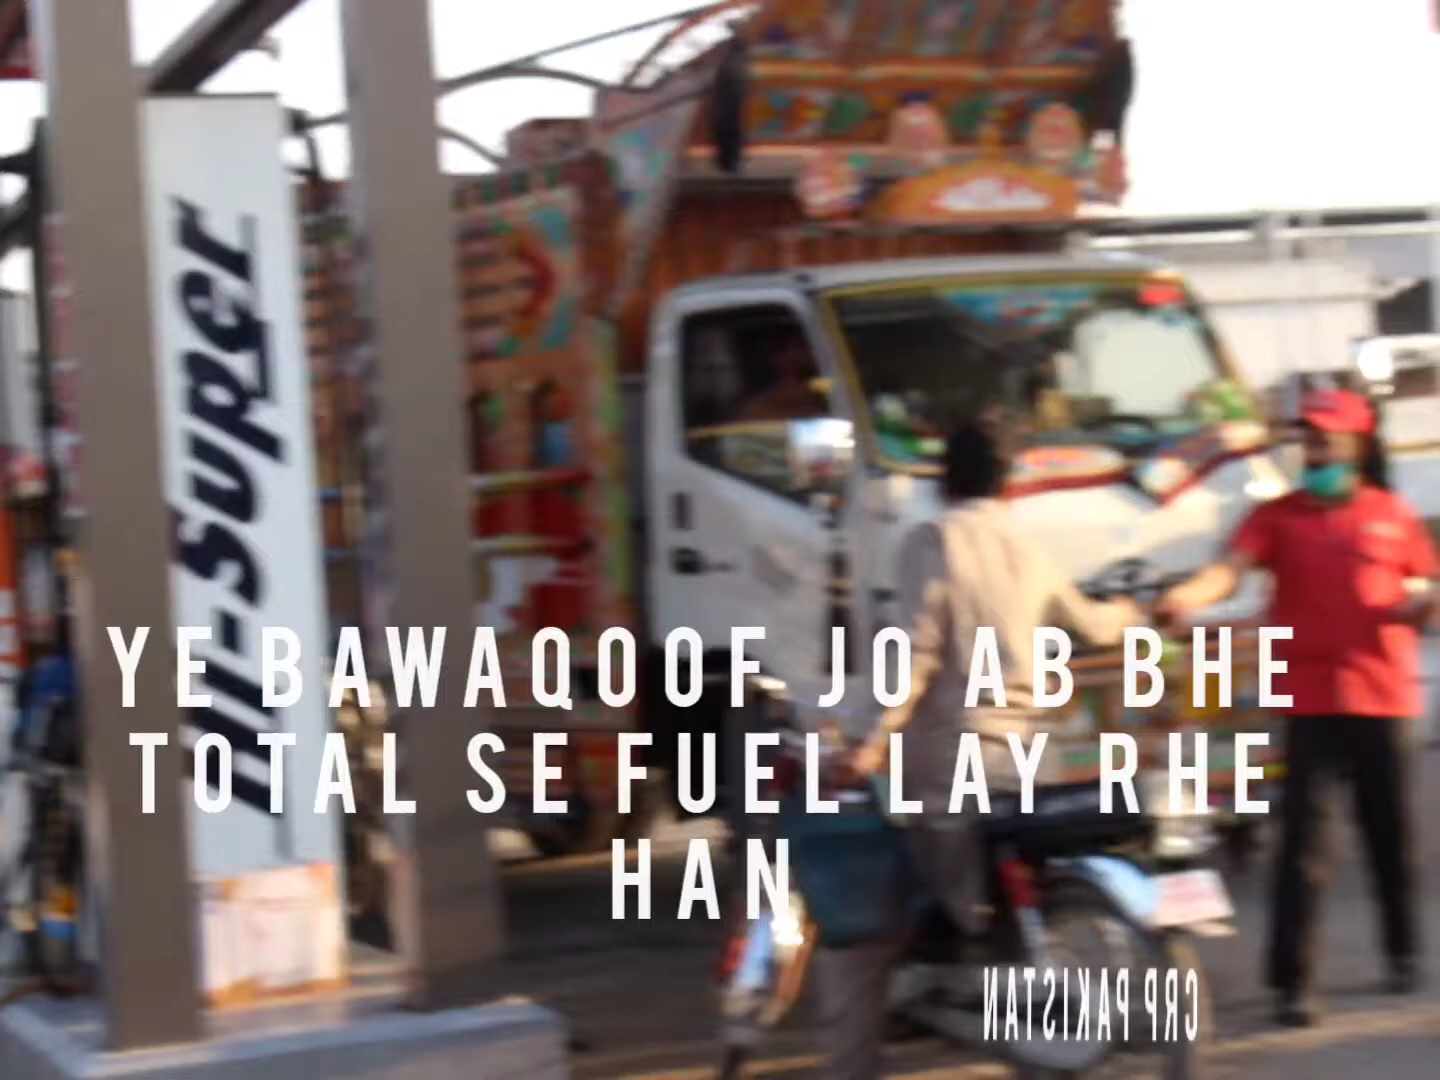 HI-Super
YE BAWAQOOF JO AB BHE
TOTAL SE FUEL LAY RHE
HAN
CRP PAKISTAN